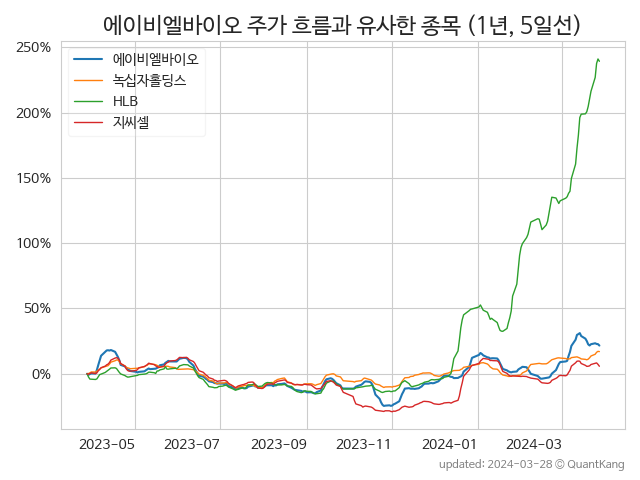 에이비엘바이오 주가 흐름과 유사한 종목 (1년, 5일선)
250%
200%
150%
100%
50%
0%
에이비엘바이오
녹십자홀딩스
HLB
지씨셀
2023-05 2023-07 2023-09 2023-11 2024-01 2024-03
updated: 2024-03-28 © QuantKang